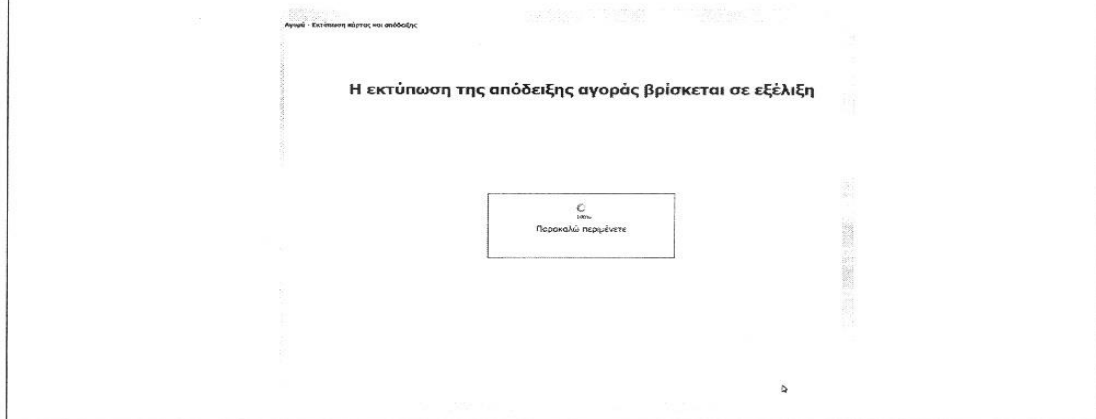 Αγορά - Εκτύπωση κάρτας και απόδειξης
Η εκτύπωση της απόδειξης αγοράς βρίσκεται σε εξέλιξη
100%
Παρακαλώ περιμένετε